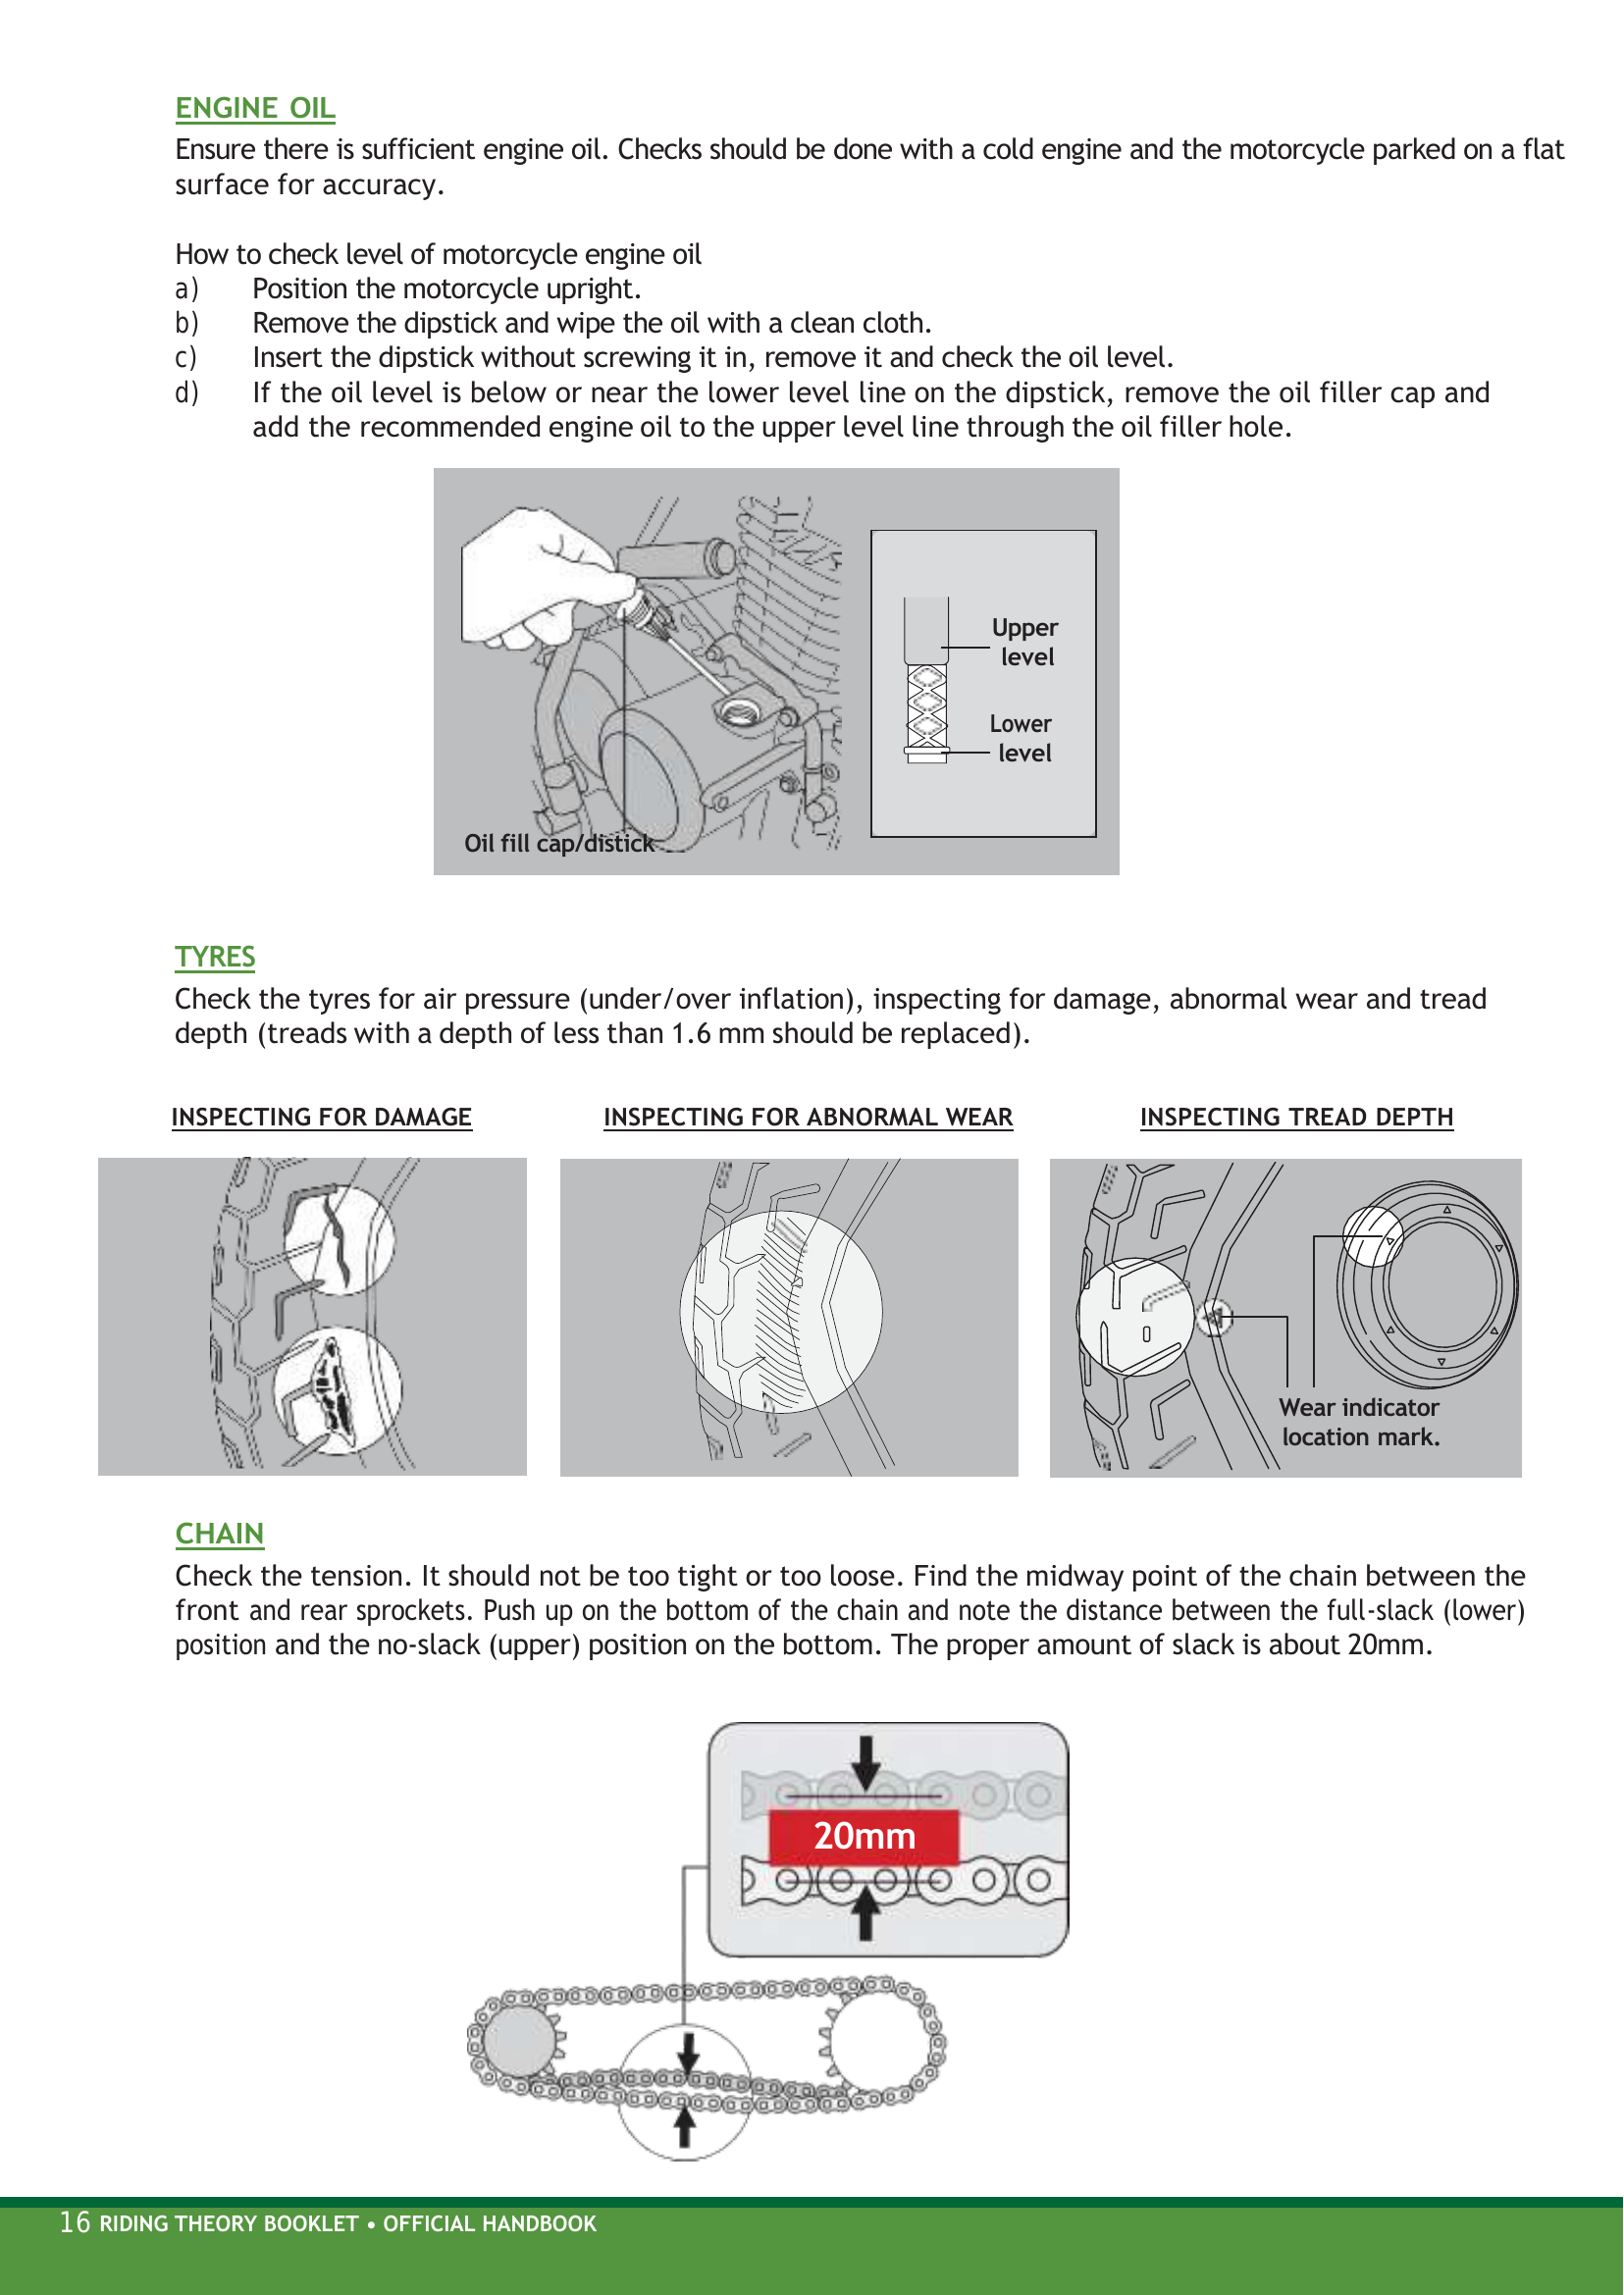 ENGINE OIL
Ensure there is sufficient engine oil. Checks should be done with a cold engine and the motorcycle parked on a flat
surface for accuracy.
How to check level of motorcycle engine oil
a) Position the motorcycle upright.
b) Remove the dipstick and wipe the oil with a clean cloth.
c) Insert the dipstick without screwing it in, remove it and check the oil level.
d) If the oil level is below or near the lower level line on the dipstick, remove the oil filler cap and
add the recommended engine oil to the upper level line through the oil filler hole.
Upper
level
Lower
level
Oil fill cap/distick
TYRES
Check the tyres for air pressure (under/over inflation), inspecting for damage, abnormal wear and tread
depth (treads with a depth of less than 1.6 mm should be replaced).
INSPECTING FOR DAMAGE
INSPECTING FOR ABNORMAL WEAR
INSPECTING TREAD DEPTH
Wear indicator
location mark.
CHAIN
Check the tension. It should not be too tight or too loose. Find the midway point of the chain between the
front and rear sprockets. Push up on the bottom of the chain and note the distance between the full-slack (lower)
position and the no-slack (upper) position on the bottom. The proper amount of slack is about 20mm.
20mm
16 RIDING THEORY BOOKLET • OFFICIAL HANDBOOK